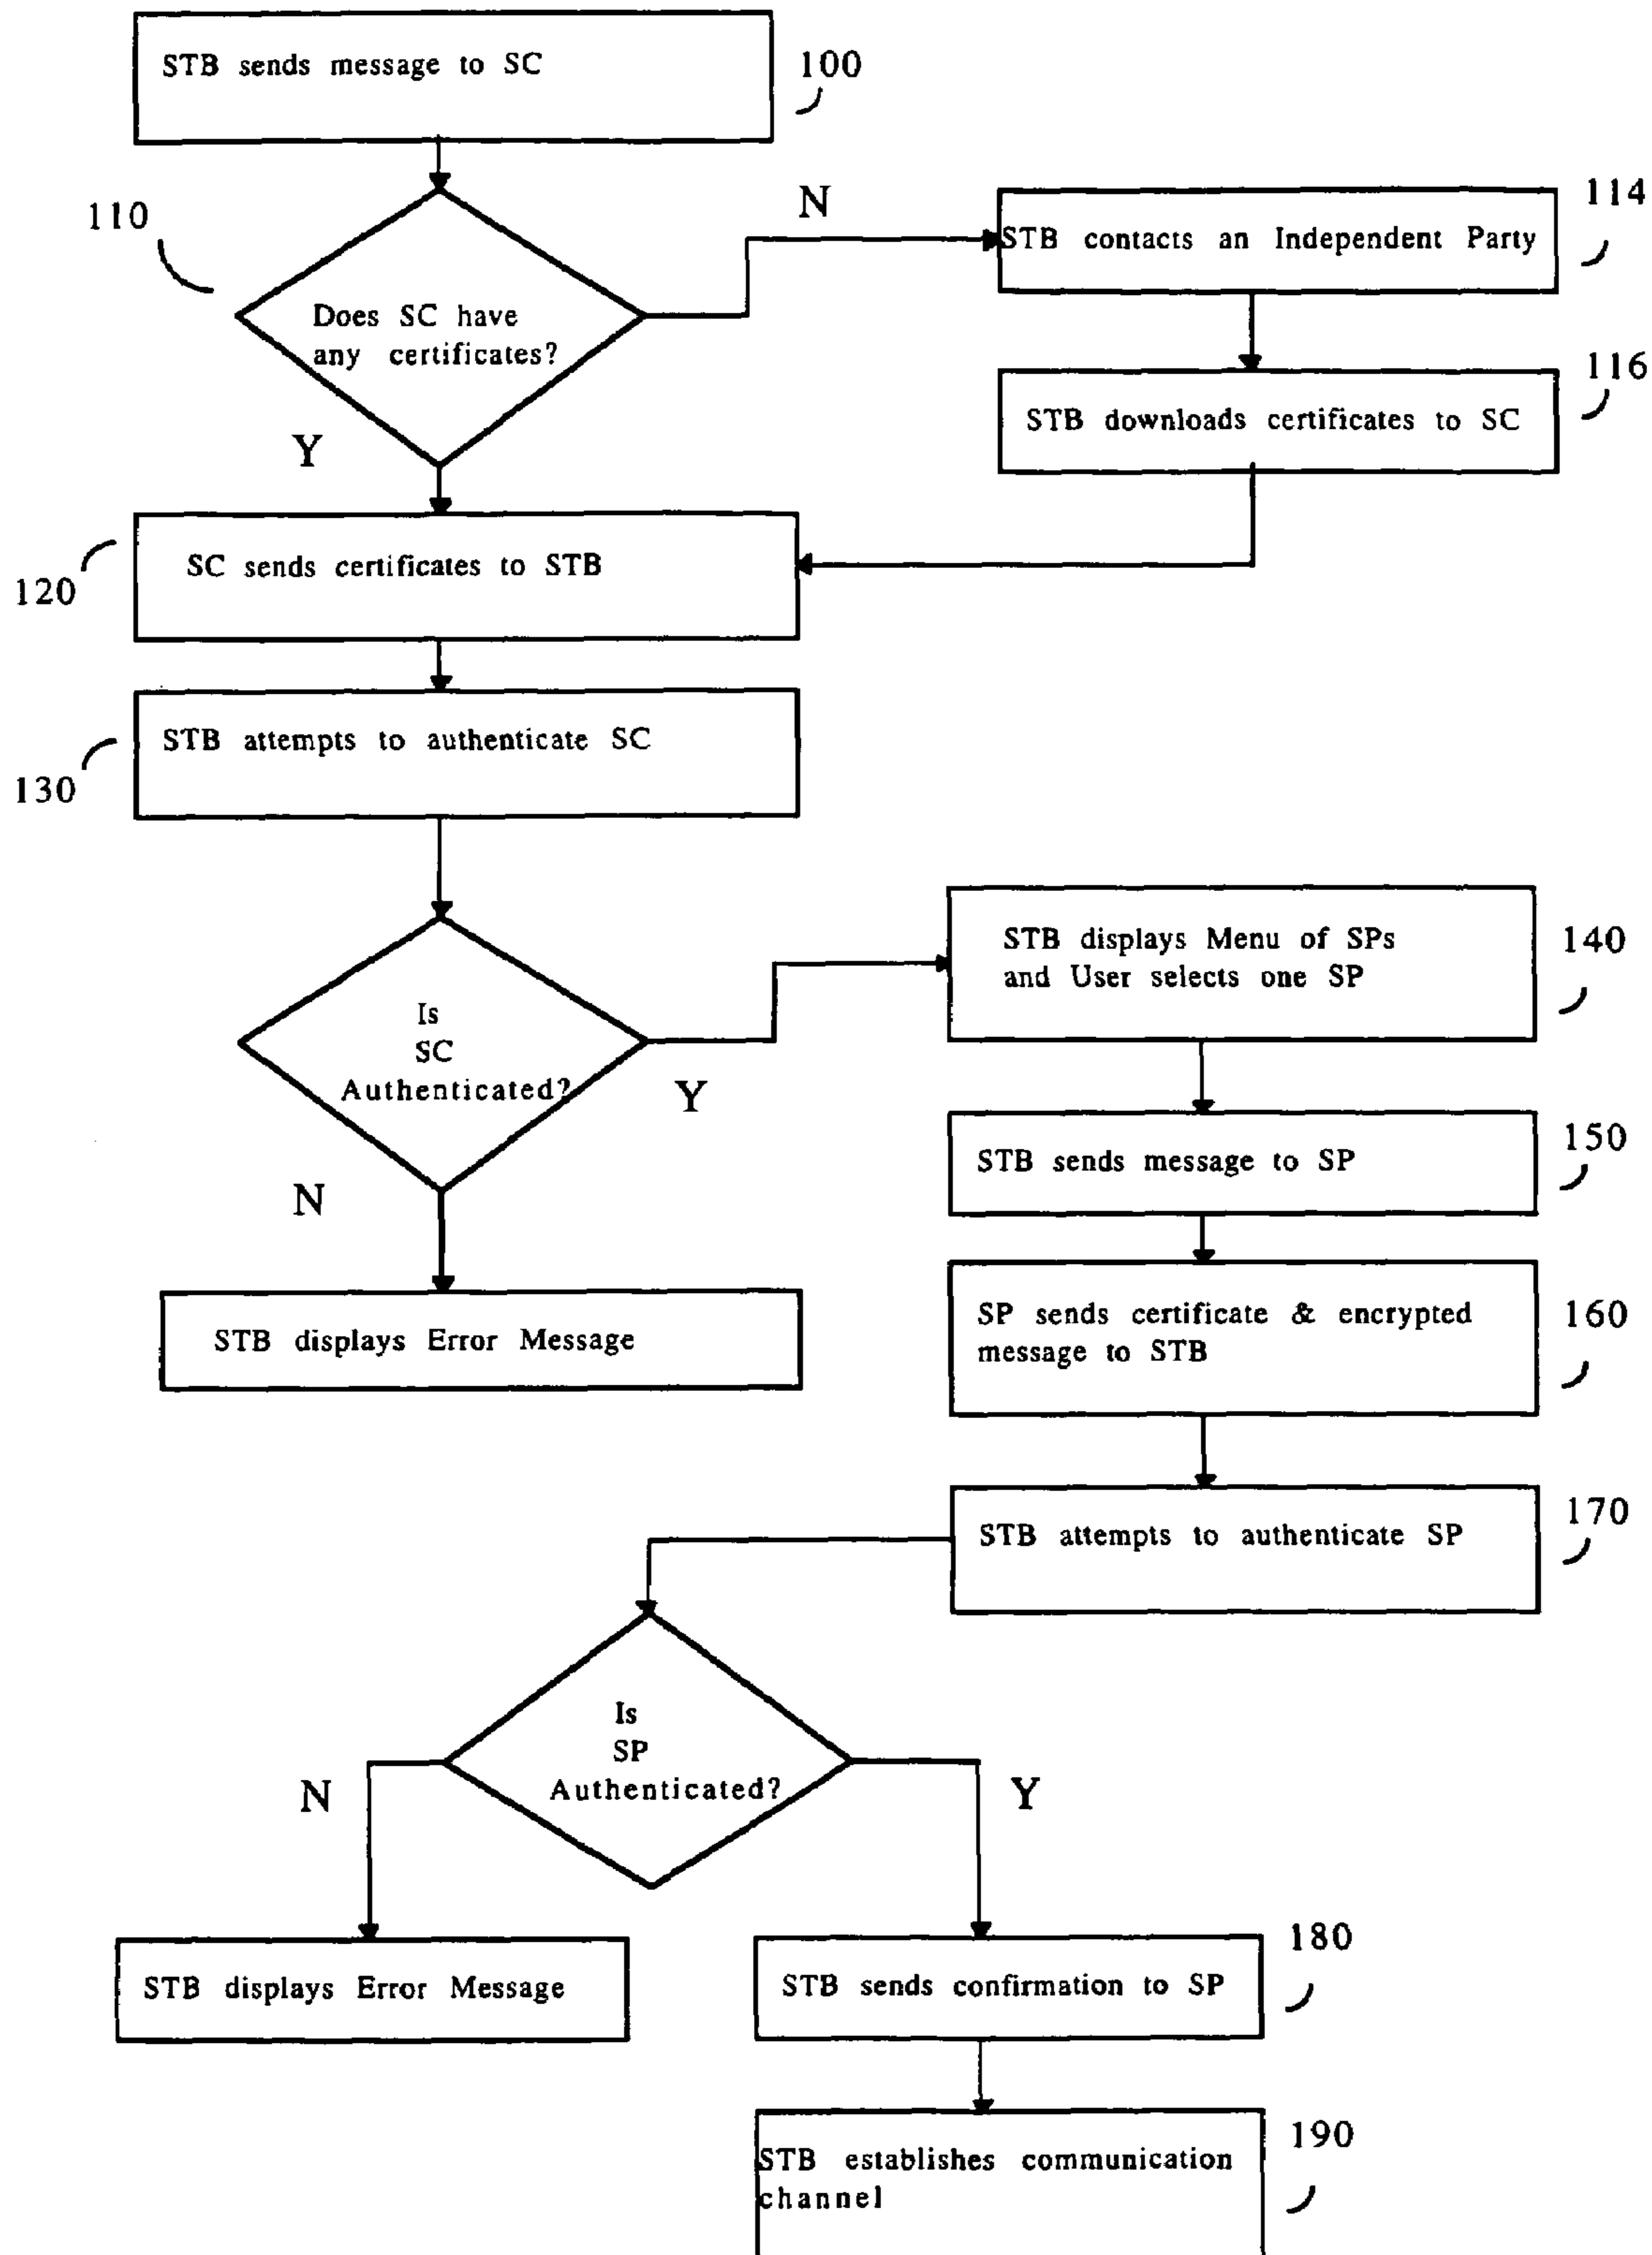 STB sends message to SC
100
110
Does SC have
any certificates?
N
114
STB contacts an Independent Party
116
STB downloads certificates to SC
Y
120
SC sends certificates to STB
130
STB attempts to authenticate SC
Is
SC
Authenticated?
Y
N
STB displays Error Message
140
STB displays Menu of SPs
and User selects one SP
150
STB sends message to SP
160
SP sends certificate & encrypted
message to STB
170
STB attempts to authenticate SP
Is
SP
Authenticated?
N
Y
STB displays Error Message
180
STB sends confirmation to SP
190
STB establishes communication
channel